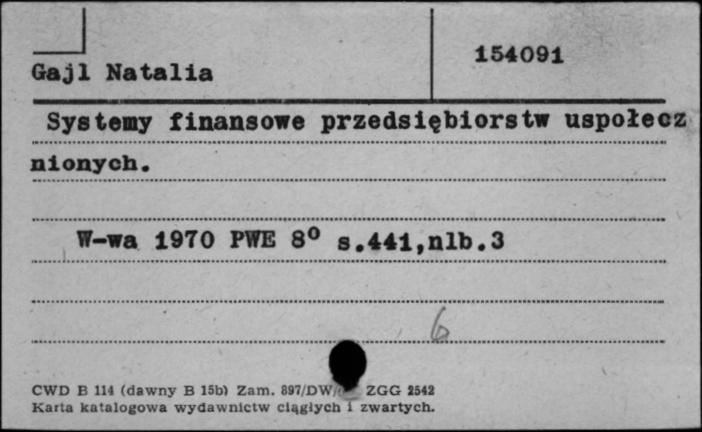 154091
Gajl Natalia
Systemy finansowe przedsiębiorstw uspołecz
nionych.
W-wa 1970 PWE 8° s.441,nlb.3
6
CWD B 114 (dawny B 15b) Zam. 897/DW/ ZGG 2542
Karta katalogowa wydawnictw ciągłych i zwartych.